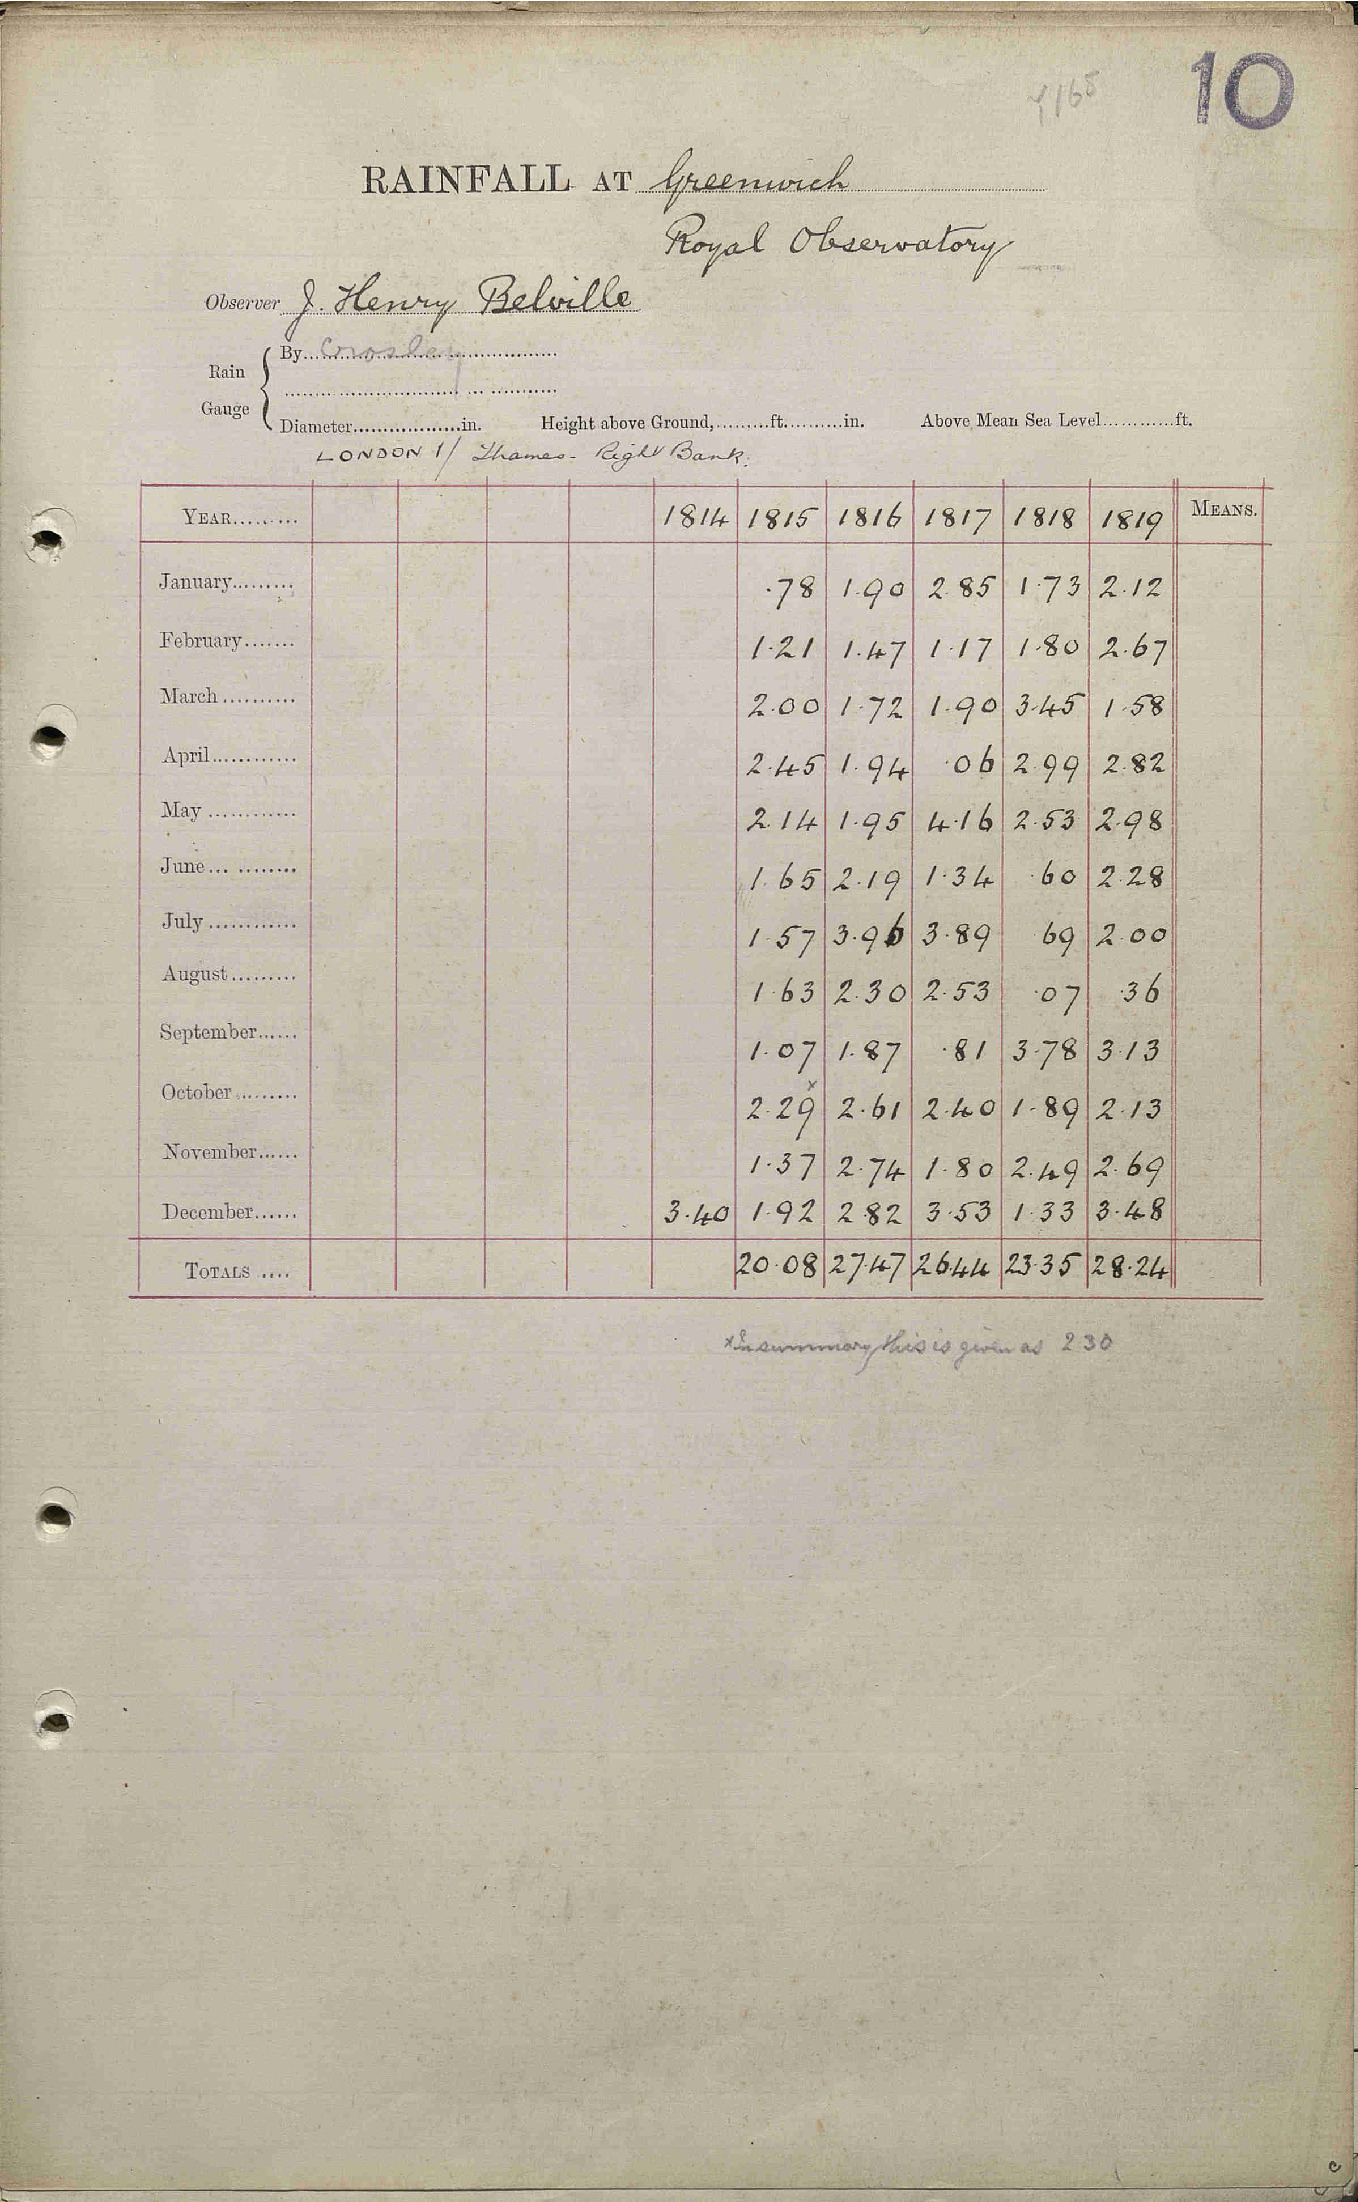 10
RAINFALL AT Greenwich
Royal Observatory
Observer J. Henry Belville
By Crosley
Rain
Gauge
Diameter..................in. Height above Ground,.........ft..........in. Above Mean Sea Level............ft.
LONDON 1/ Thames - Right Bank.
YEAR......... 1814 1815 1816 1817 1818 1819 MEANS.
January......... .78 1.90 2.85 1.73 2.12
February....... 1.21 1.47 1.17 1.80 2.67
March.......... 2.00 1.72 1.90 3.45 1.58
April............ 2.45 1.94 .06 2.99 2.82
May ............ 2.14 1.95 4.16 2.53 2.98
June... ......... 1.65 2.19 1.34 .60 2.28
July ............ 1.57 3.96 3.89 69 2.00
August......... 1.63 2.30 2.53 .07 .36
September...... 1.07 1.87 .81 3.78 3.13
October......... 2.29x 2.61 2.40 1.89 2.13
November...... 1.37 2.74 1.80 2.49 2.69
December...... 3.40 1.92 2.82 3.53 1.33 3.48
TOTALS .... 20.08 27.47 26.44 23.35 28.24
x In summary this is given as 2 30